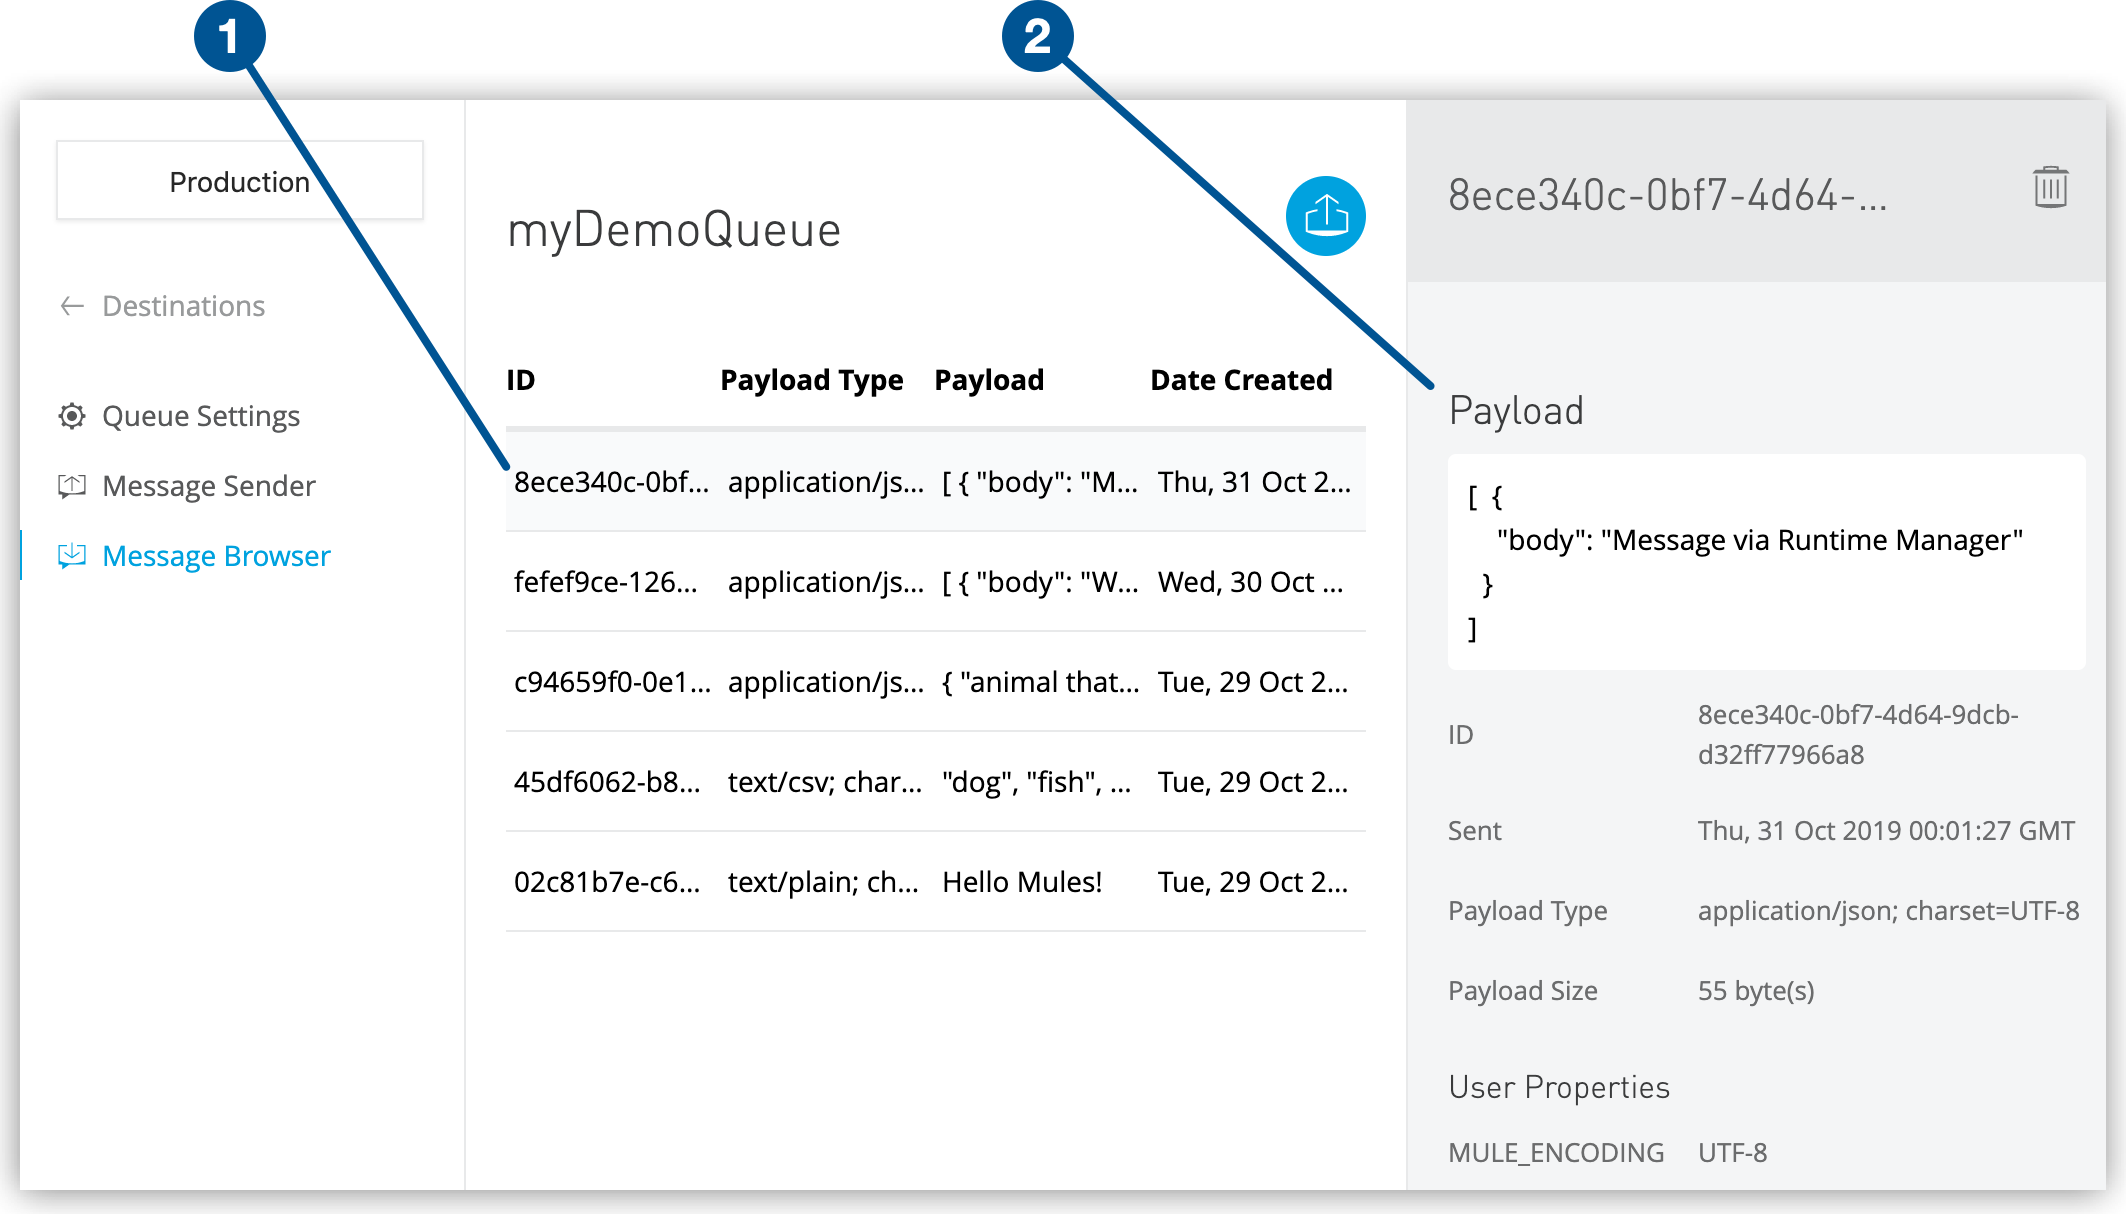 1
2
Production
Destinations
Queue Settings
Message Sender
Message Browser
myDemoQueue
ID Payload Type Payload Date Created
8ece340c-0bf... application/js... [ { "body": "M... Thu, 31 Oct 2...
fefef9ce-126... application/js... [ { "body": "W... Wed, 30 Oct ...
c94659f0-0e1... application/js... { "animal that... Tue, 29 Oct 2...
45df6062-b8... text/csv; char... "dog", "fish", ... Tue, 29 Oct 2...
02c81b7e-c6... text/plain; ch... Hello Mules! Tue, 29 Oct 2...
8ece340c-0bf7-4d64-...
Payload
[ {
"body": "Message via Runtime Manager"
}
]
ID 8ece340c-0bf7-4d64-9dcb-
d32ff77966a8
Sent Thu, 31 Oct 2019 00:01:27 GMT
Payload Type application/json; charset=UTF-8
Payload Size 55 byte(s)
User Properties
MULE_ENCODING UTF-8